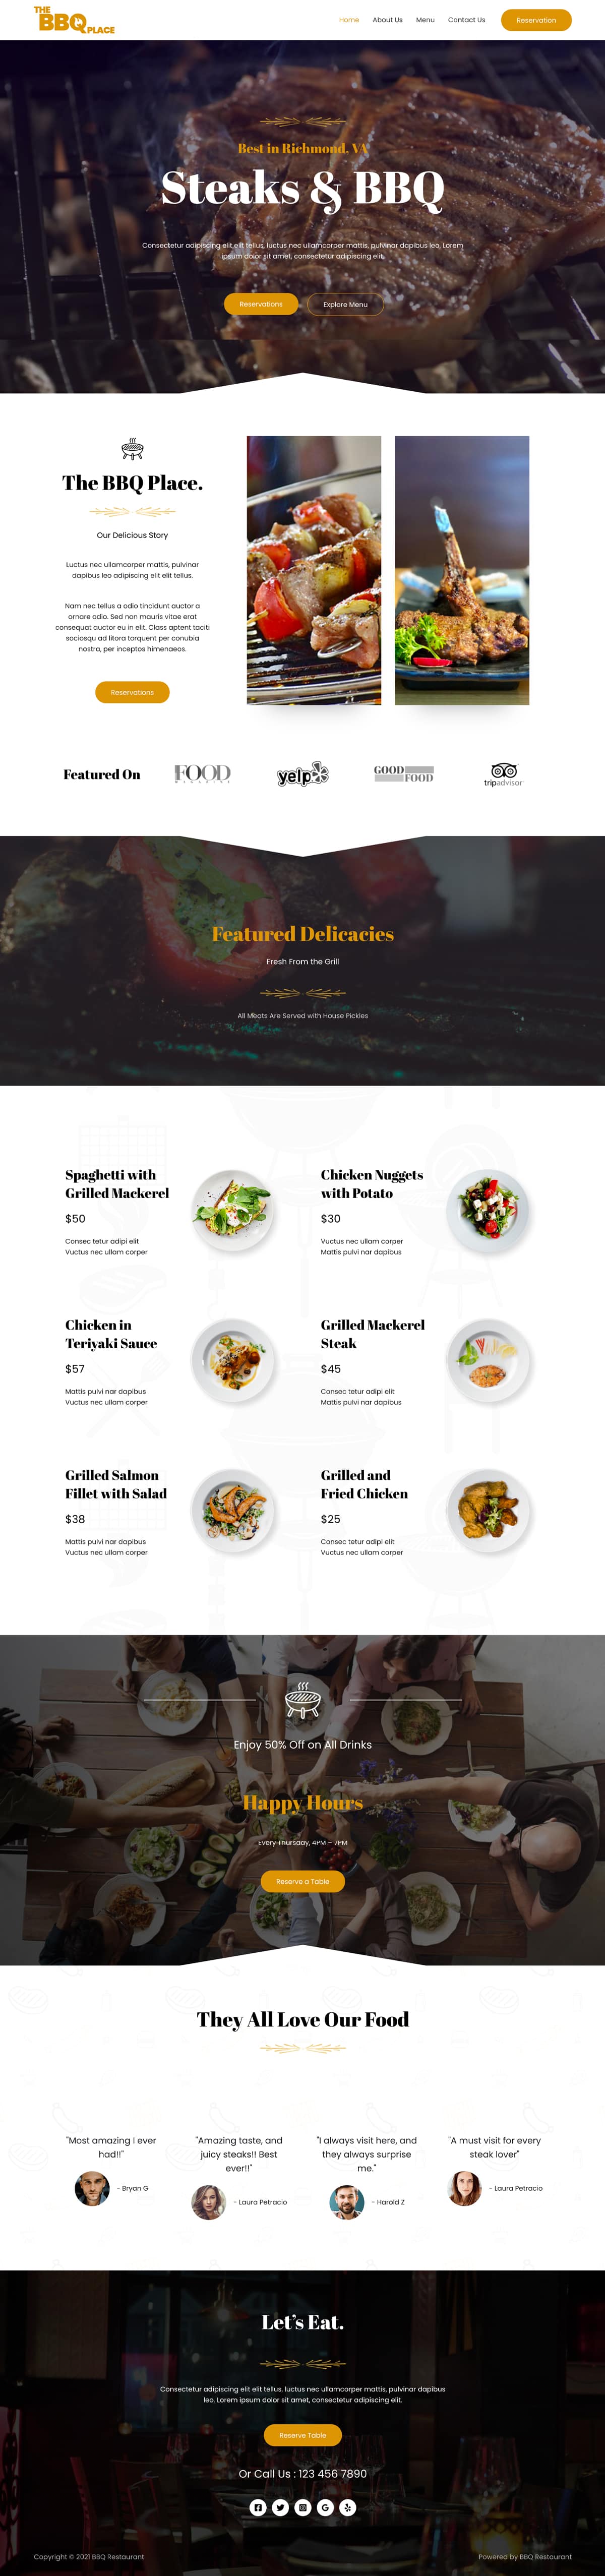 THE
BBQ
PLACE
Home
About Us
Menu
Contact Us
Reservation
Best in Richmond, VA
Steaks & BBQ
Consectetur adipiscing elit elit tellus, luctus nec ullamcorper mattis, pulvinar dapibus leo. Lorem
ipsum dolor sit amet, consectetur adipiscing elit.
Reservations
Explore Menu
The BBQ Place.
Our Delicious Story
Luctus nec ullamcorper mattis, pulvinar
dapibus leo adipiscing elit elit tellus.
Nam nec tellus a odio tincidunt auctor a
ornare odio. Sed non mauris vitae erat
consequat auctor eu in elit. Class aptent taciti
sociosqu ad litora torquent per conubia
nostra, per inceptos himenaeos.
Reservations
Featured On
FOOD
yelp
GOOD
FOOD
tripadvisor
Featured Delicacies
Fresh From the Grill
All Meats Are Served with House Pickles
Spaghetti with
Grilled Mackerel
$50
Consec tetur adipi elit
Vuctus nec ullam corper
Chicken Nuggets
with Potato
$30
Vuctus nec ullam corper
Mattis pulvi nar dapibus
Chicken in
Teriyaki Sauce
$57
Mattis pulvi nar dapibus
Vuctus nec ullam corper
Grilled Mackerel
Steak
$45
Consec tetur adipi elit
Mattis pulvi nar dapibus
Grilled Salmon
Fillet with Salad
$38
Mattis pulvi nar dapibus
Vuctus nec ullam corper
Grilled and
Fried Chicken
$25
Consec tetur adipi elit
Vuctus nec ullam corper
Enjoy 50% Off on All Drinks
Happy Hours
Every Thursday, 4PM – 7PM
Reserve a Table
They All Love Our Food
"Most amazing I ever
had!!"
- Bryan G
"Amazing taste, and
juicy steaks!! Best
ever!!"
- Laura Petracio
"I always visit here, and
they always surprise
me."
- Harold Z
"A must visit for every
steak lover"
- Laura Petracio
Let's Eat.
Consectetur adipiscing elit elit tellus, luctus nec ullamcorper mattis, pulvinar dapibus
leo. Lorem ipsum dolor sit amet, consectetur adipiscing elit.
Reserve Table
Or Call Us : 123 456 7890
Copyright © 2021 BBQ Restaurant
Powered by BBQ Restaurant